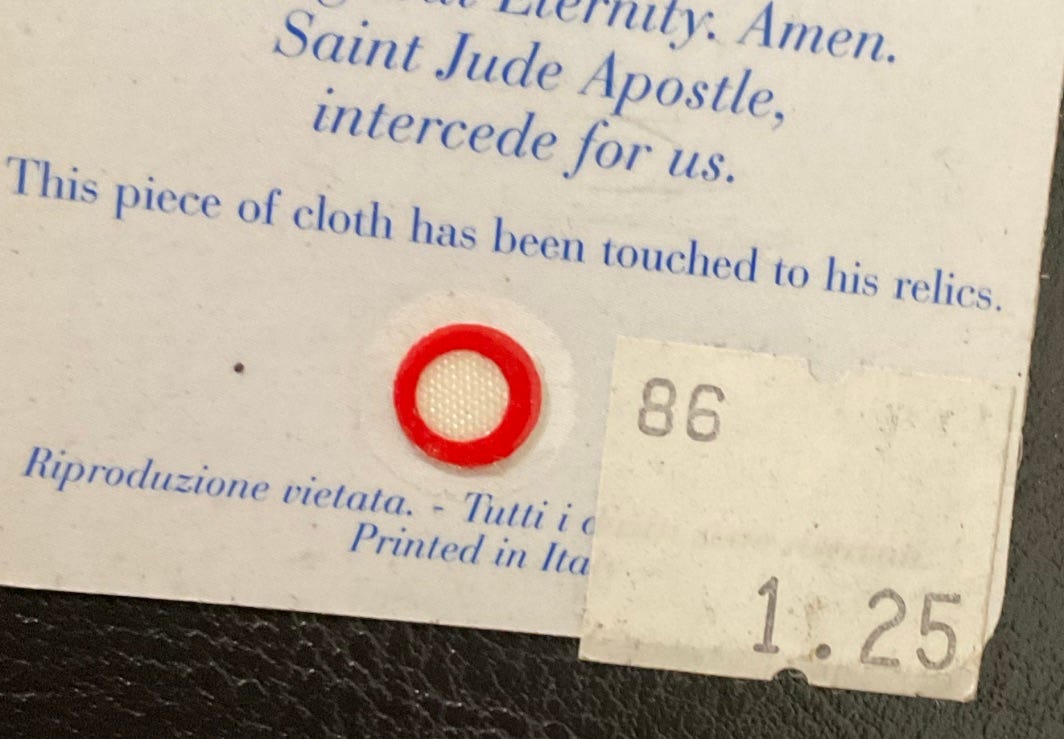 Eternity. Amen.
Saint Jude Apostle,
intercede for us.
This piece of cloth has been touched to his relics.
86
Riproduzione vietata. - Tutti i
Printed in
1.25